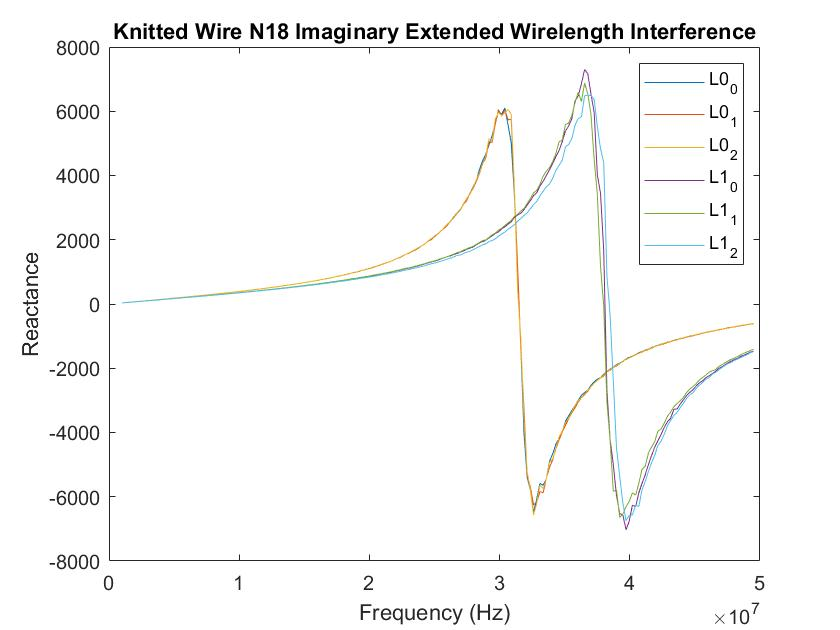 Knitted Wire N18 Imaginary Extended Wirelength Interference
8000
6000
4000
2000
0
-2000
-4000
-6000
-8000
Reactance
L0₀
L0₁
L0₂
L1₀
L1₁
L1₂
0 1 2 3 4 5
Frequency (Hz)
×10⁷